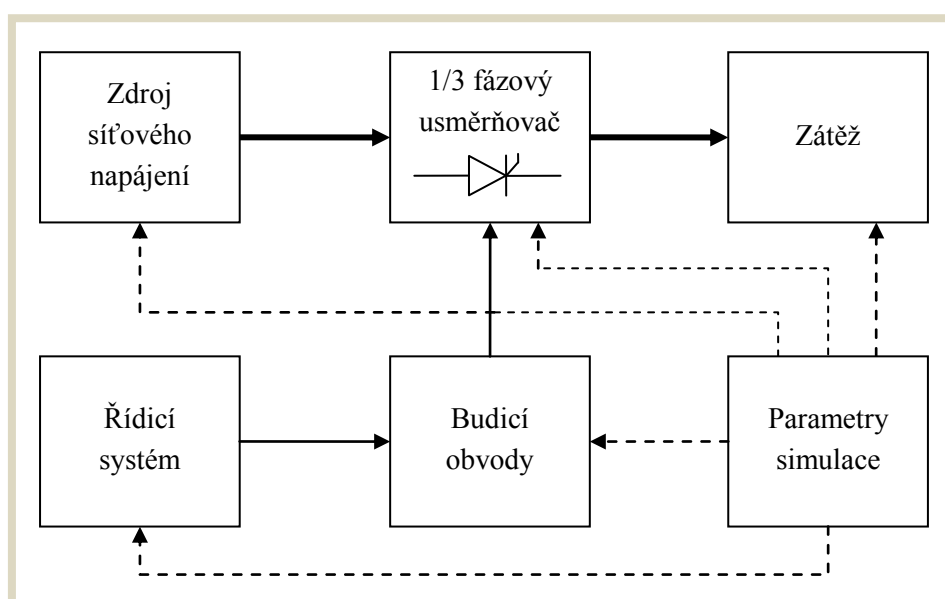 Zdroj
síťového
napájení
1/3 fázový
usměrňovač
Zátěž
Řídicí
systém
Budicí
obvody
Parametry
simulace